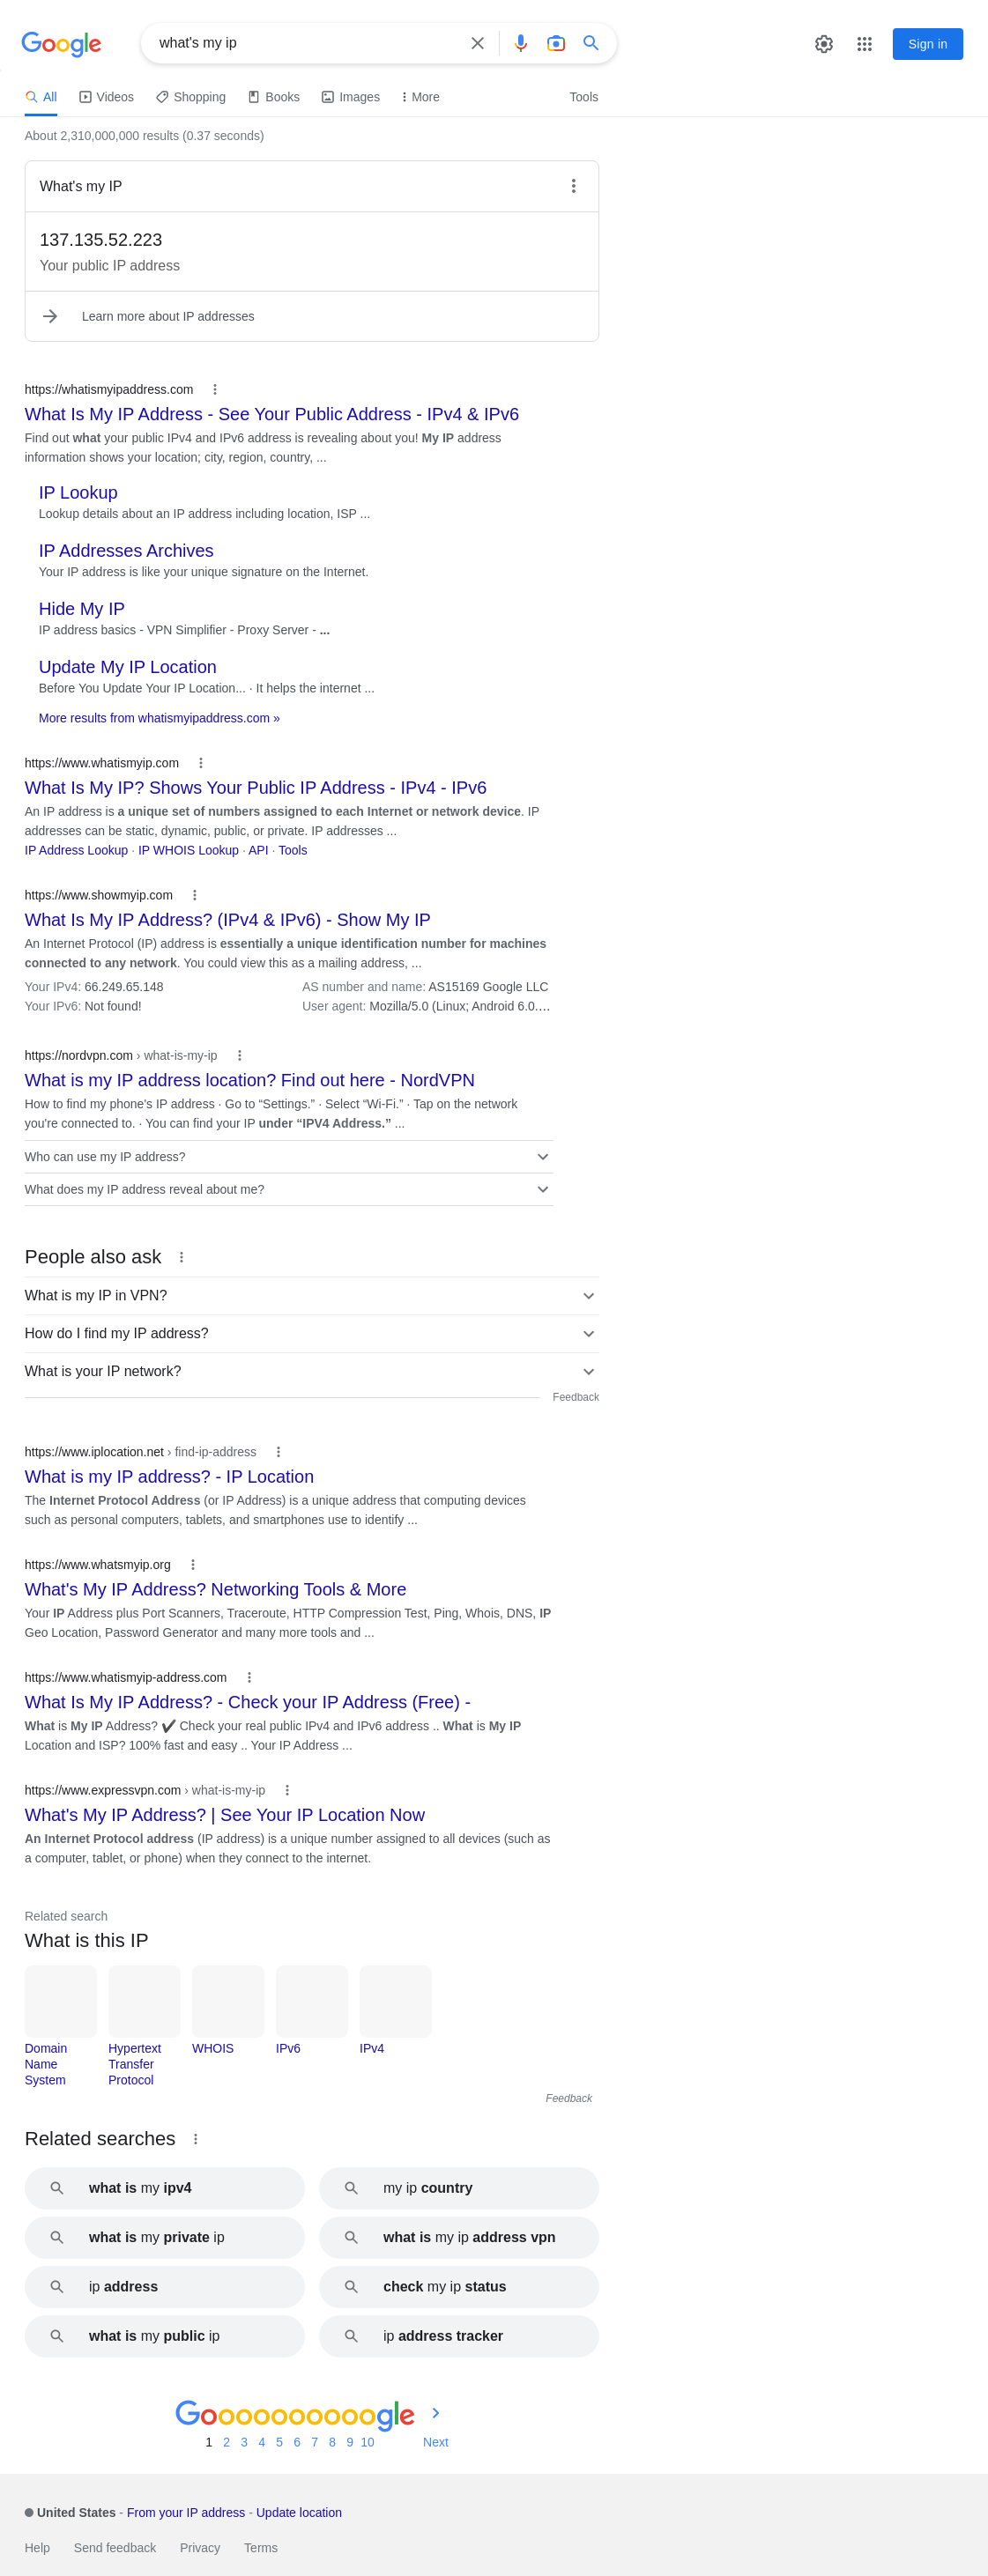 Google
what's my ip
Sign in
All
Videos
Shopping
Books
Images
More
Tools
About 2,310,000,000 results (0.37 seconds)
What's my IP
137.135.52.223
Your public IP address
Learn more about IP addresses
https://whatismyipaddress.com
What Is My IP Address - See Your Public Address - IPv4 & IPv6
Find out what your public IPv4 and IPv6 address is revealing about you! My IP address
information shows your location; city, region, country, ...
IP Lookup
Lookup details about an IP address including location, ISP ...
IP Addresses Archives
Your IP address is like your unique signature on the Internet.
Hide My IP
IP address basics - VPN Simplifier - Proxy Server - ...
Update My IP Location
Before You Update Your IP Location... · It helps the internet ...
More results from whatismyipaddress.com »
https://www.whatismyip.com
What Is My IP? Shows Your Public IP Address - IPv4 - IPv6
An IP address is a unique set of numbers assigned to each Internet or network device. IP
addresses can be static, dynamic, public, or private. IP addresses ...
IP Address Lookup · IP WHOIS Lookup · API · Tools
https://www.showmyip.com
What Is My IP Address? (IPv4 & IPv6) - Show My IP
An Internet Protocol (IP) address is essentially a unique identification number for machines
connected to any network. You could view this as a mailing address, ...
Your IPv4: 66.249.65.148
AS number and name: AS15169 Google LLC
Your IPv6: Not found!
User agent: Mozilla/5.0 (Linux; Android 6.0....
https://nordvpn.com › what-is-my-ip
What is my IP address location? Find out here - NordVPN
How to find my phone's IP address · Go to “Settings.” · Select “Wi-Fi.” · Tap on the network
you're connected to. · You can find your IP under “IPV4 Address.” ...
Who can use my IP address?
What does my IP address reveal about me?
People also ask
What is my IP in VPN?
How do I find my IP address?
What is your IP network?
Feedback
https://www.iplocation.net › find-ip-address
What is my IP address? - IP Location
The Internet Protocol Address (or IP Address) is a unique address that computing devices
such as personal computers, tablets, and smartphones use to identify ...
https://www.whatsmyip.org
What's My IP Address? Networking Tools & More
Your IP Address plus Port Scanners, Traceroute, HTTP Compression Test, Ping, Whois, DNS, IP
Geo Location, Password Generator and many more tools and ...
https://www.whatismyip-address.com
What Is My IP Address? - Check your IP Address (Free) -
What is My IP Address? ✔ Check your real public IPv4 and IPv6 address .. What is My IP
Location and ISP? 100% fast and easy .. Your IP Address ...
https://www.expressvpn.com › what-is-my-ip
What's My IP Address? | See Your IP Location Now
An Internet Protocol address (IP address) is a unique number assigned to all devices (such as
a computer, tablet, or phone) when they connect to the internet.
Related search
What is this IP
Domain
Name
System
Hypertext
Transfer
Protocol
WHOIS
IPv6
IPv4
Feedback
Related searches
what is my ipv4
my ip country
what is my private ip
what is my ip address vpn
ip address
check my ip status
what is my public ip
ip address tracker
Goooooooooogle
1 2 3 4 5 6 7 8 9 10 Next
United States - From your IP address - Update location
Help Send feedback Privacy Terms